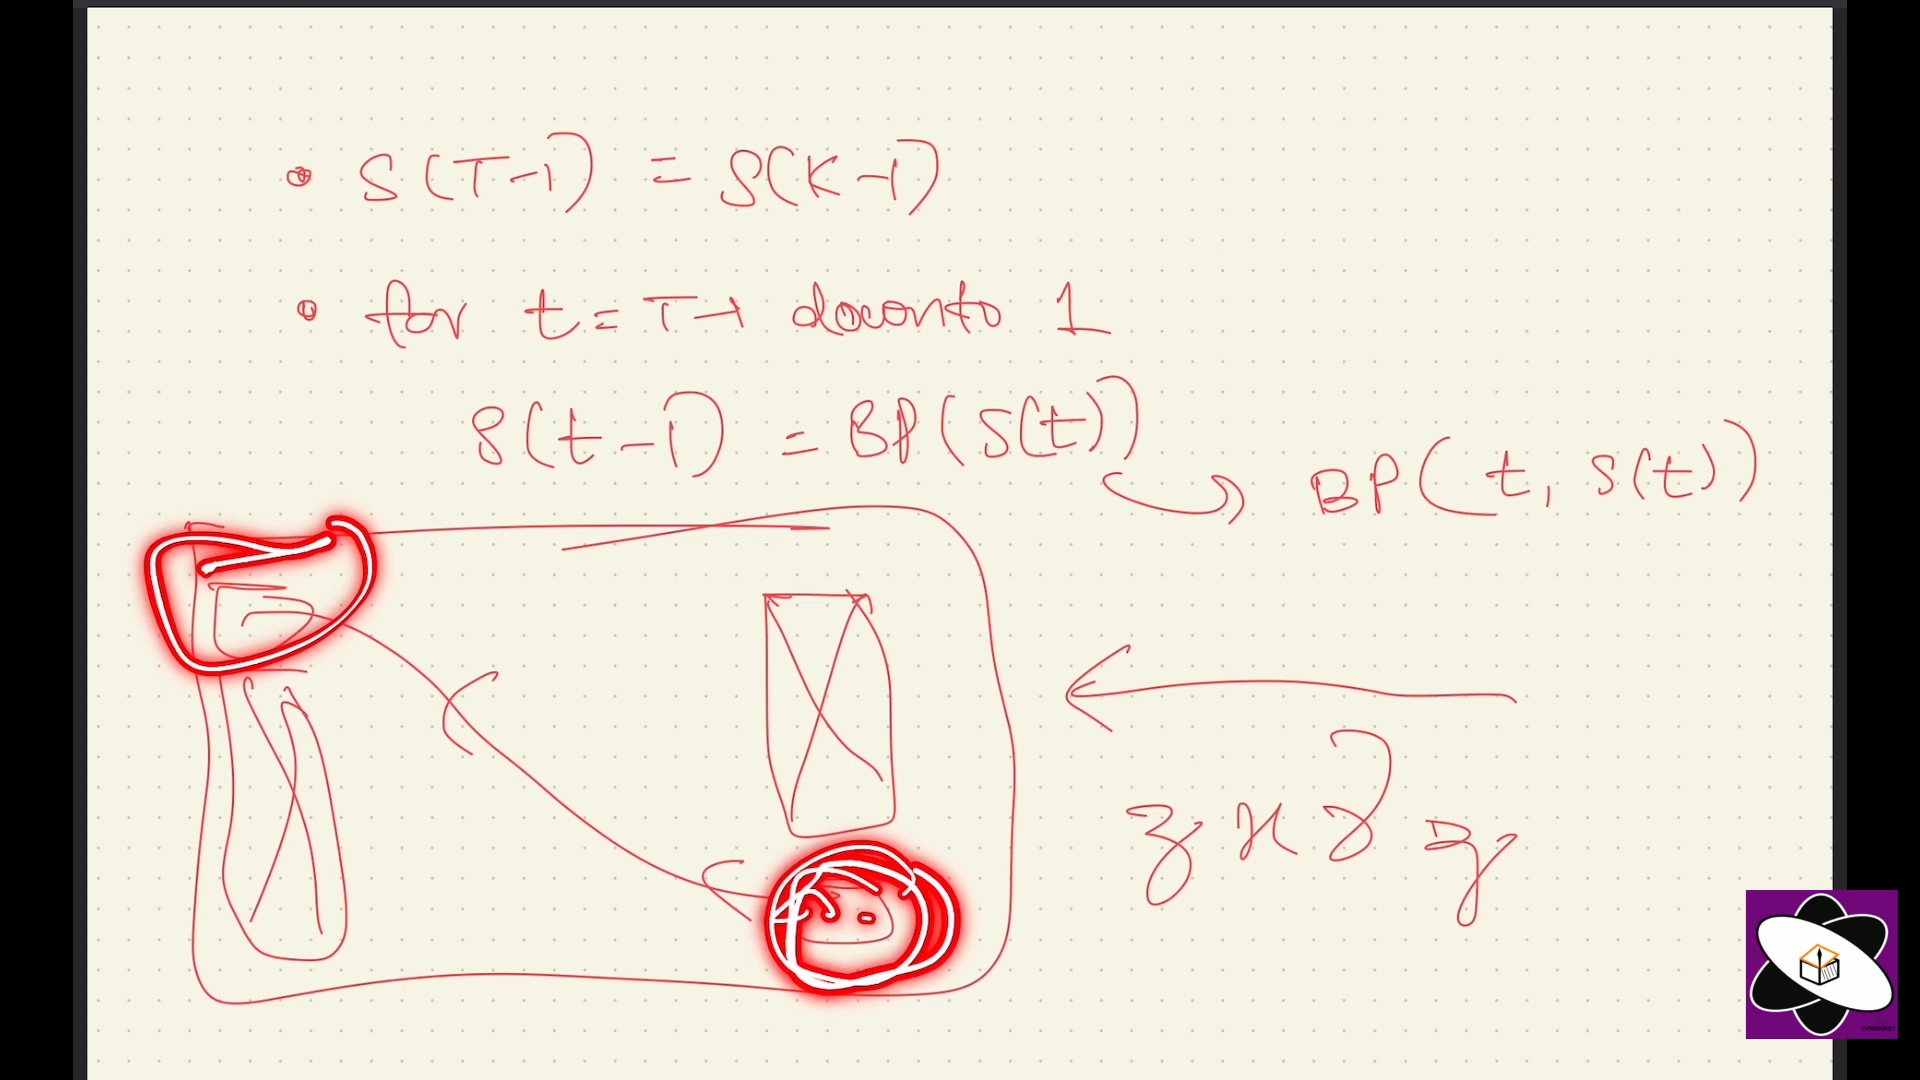 • S(T-1) = S(K-1)
• for t = T-1 downto 1
S(t-1) = BP(S(t))
BP(t, S(t))